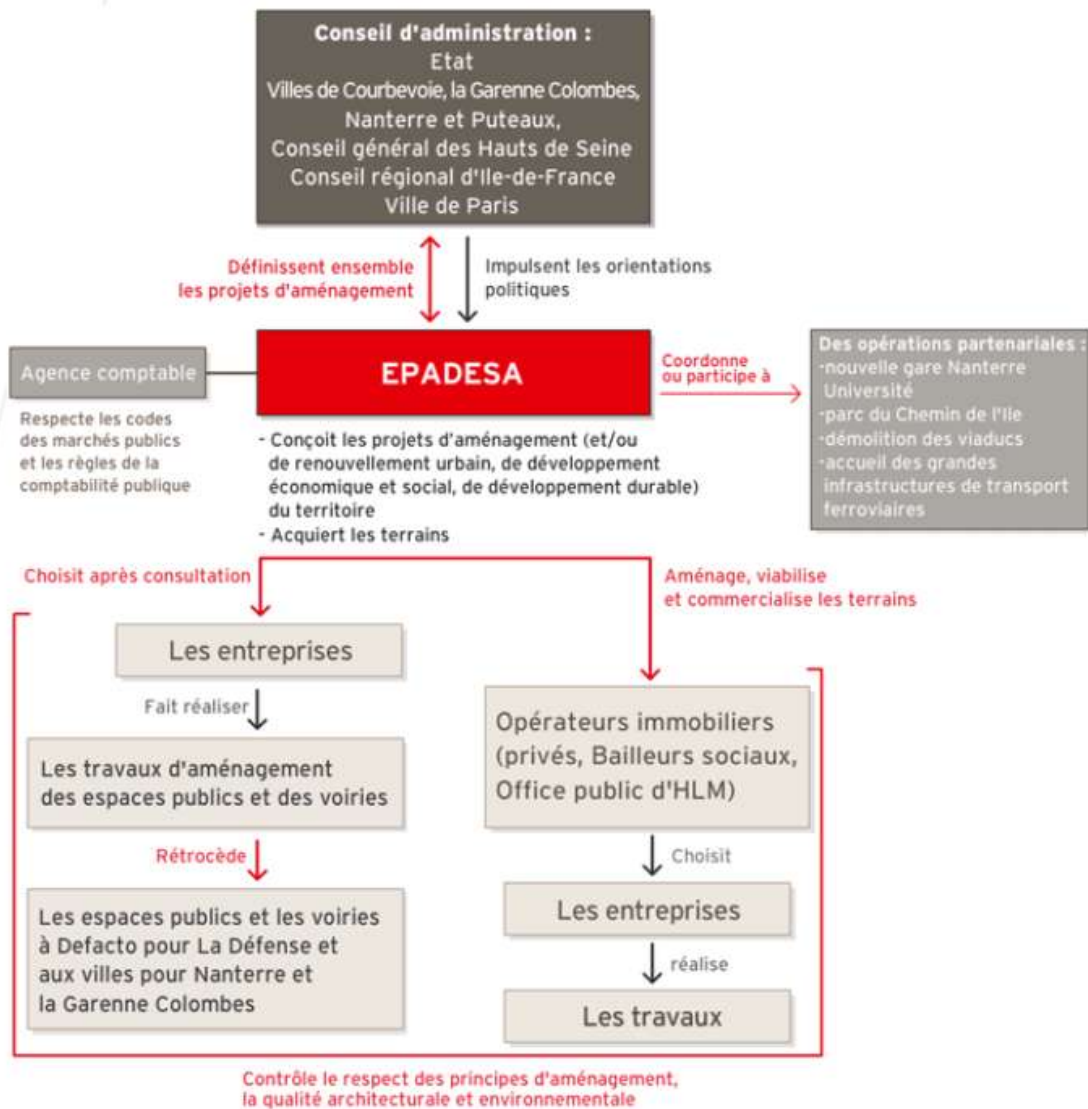 Conseil d'administration :
Etat
Villes de Courbevoie, la Garenne Colombes,
Nanterre et Puteaux,
Conseil général des Hauts de Seine
Conseil régional d'Ile-de-France
Ville de Paris
Définissent ensemble
les projets d'aménagement
Impulsent les orientations
politiques
Agence comptable
Respecte les codes
des marchés publics
et les règles de la
comptabilité publique
EPADESA
- Conçoit les projets d'aménagement (et/ou
de renouvellement urbain, de développement
économique et social, de développement durable)
du territoire
- Acquiert les terrains
Coordonne
ou participe à
Des opérations partenariales :
-nouvelle gare Nanterre
Université
-parc du Chemin de l'Ile
-démolition des viaducs
-accueil des grandes
infrastructures de transport
ferroviaires
Choisit après consultation
Les entreprises
Fait réaliser
Les travaux d'aménagement
des espaces publics et des voiries
Rétrocède
Les espaces publics et les voiries
à Defacto pour La Défense et
aux villes pour Nanterre et
la Garenne Colombes
Aménage, viabilise
et commercialise les terrains
Opérateurs immobiliers
(privés, Bailleurs sociaux,
Office public d'HLM)
Choisit
Les entreprises
réalise
Les travaux
Contrôle le respect des principes d'aménagement,
la qualité architecturale et environnementale